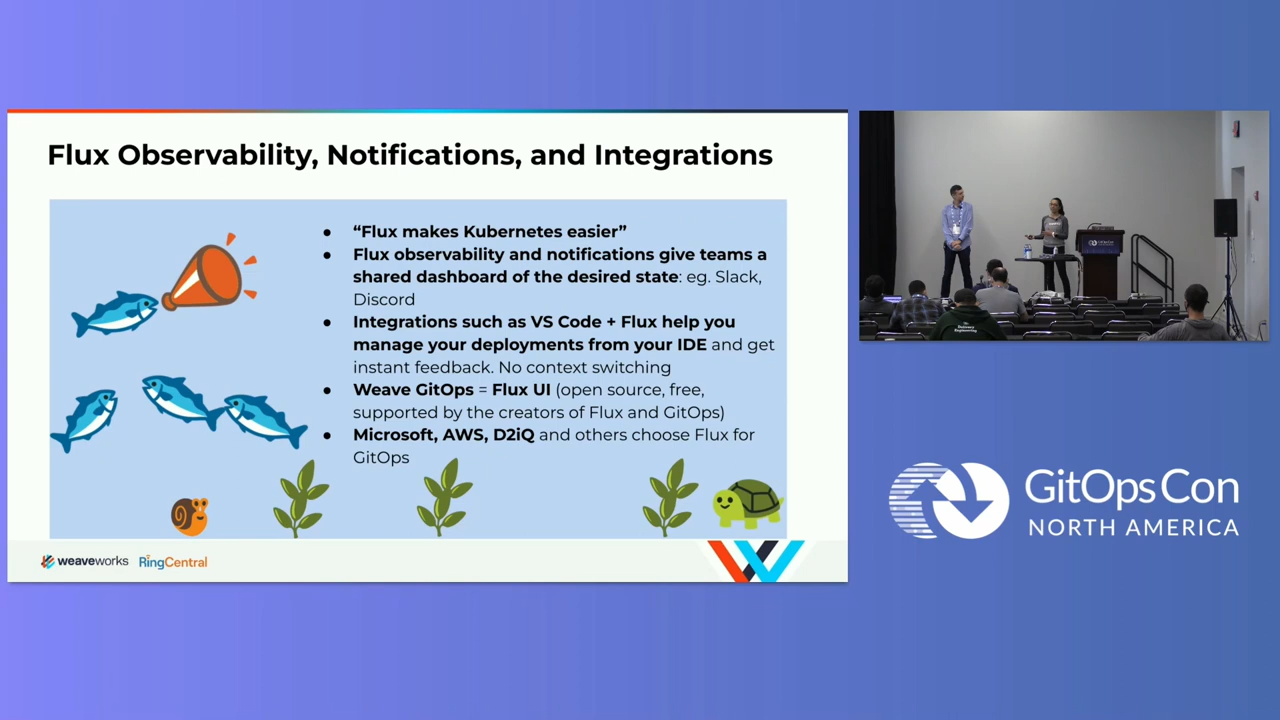 Flux Observability, Notifications, and Integrations
● “Flux makes Kubernetes easier”
● Flux observability and notifications give teams a
shared dashboard of the desired state: eg. Slack,
Discord
● Integrations such as VS Code + Flux help you
manage your deployments from your IDE and get
instant feedback. No context switching
● Weave GitOps = Flux UI (open source, free,
supported by the creators of Flux and GitOps)
● Microsoft, AWS, D2iQ and others choose Flux for
GitOps
weaveworks RingCentral
GitOpsCon
NORTH AMERICA